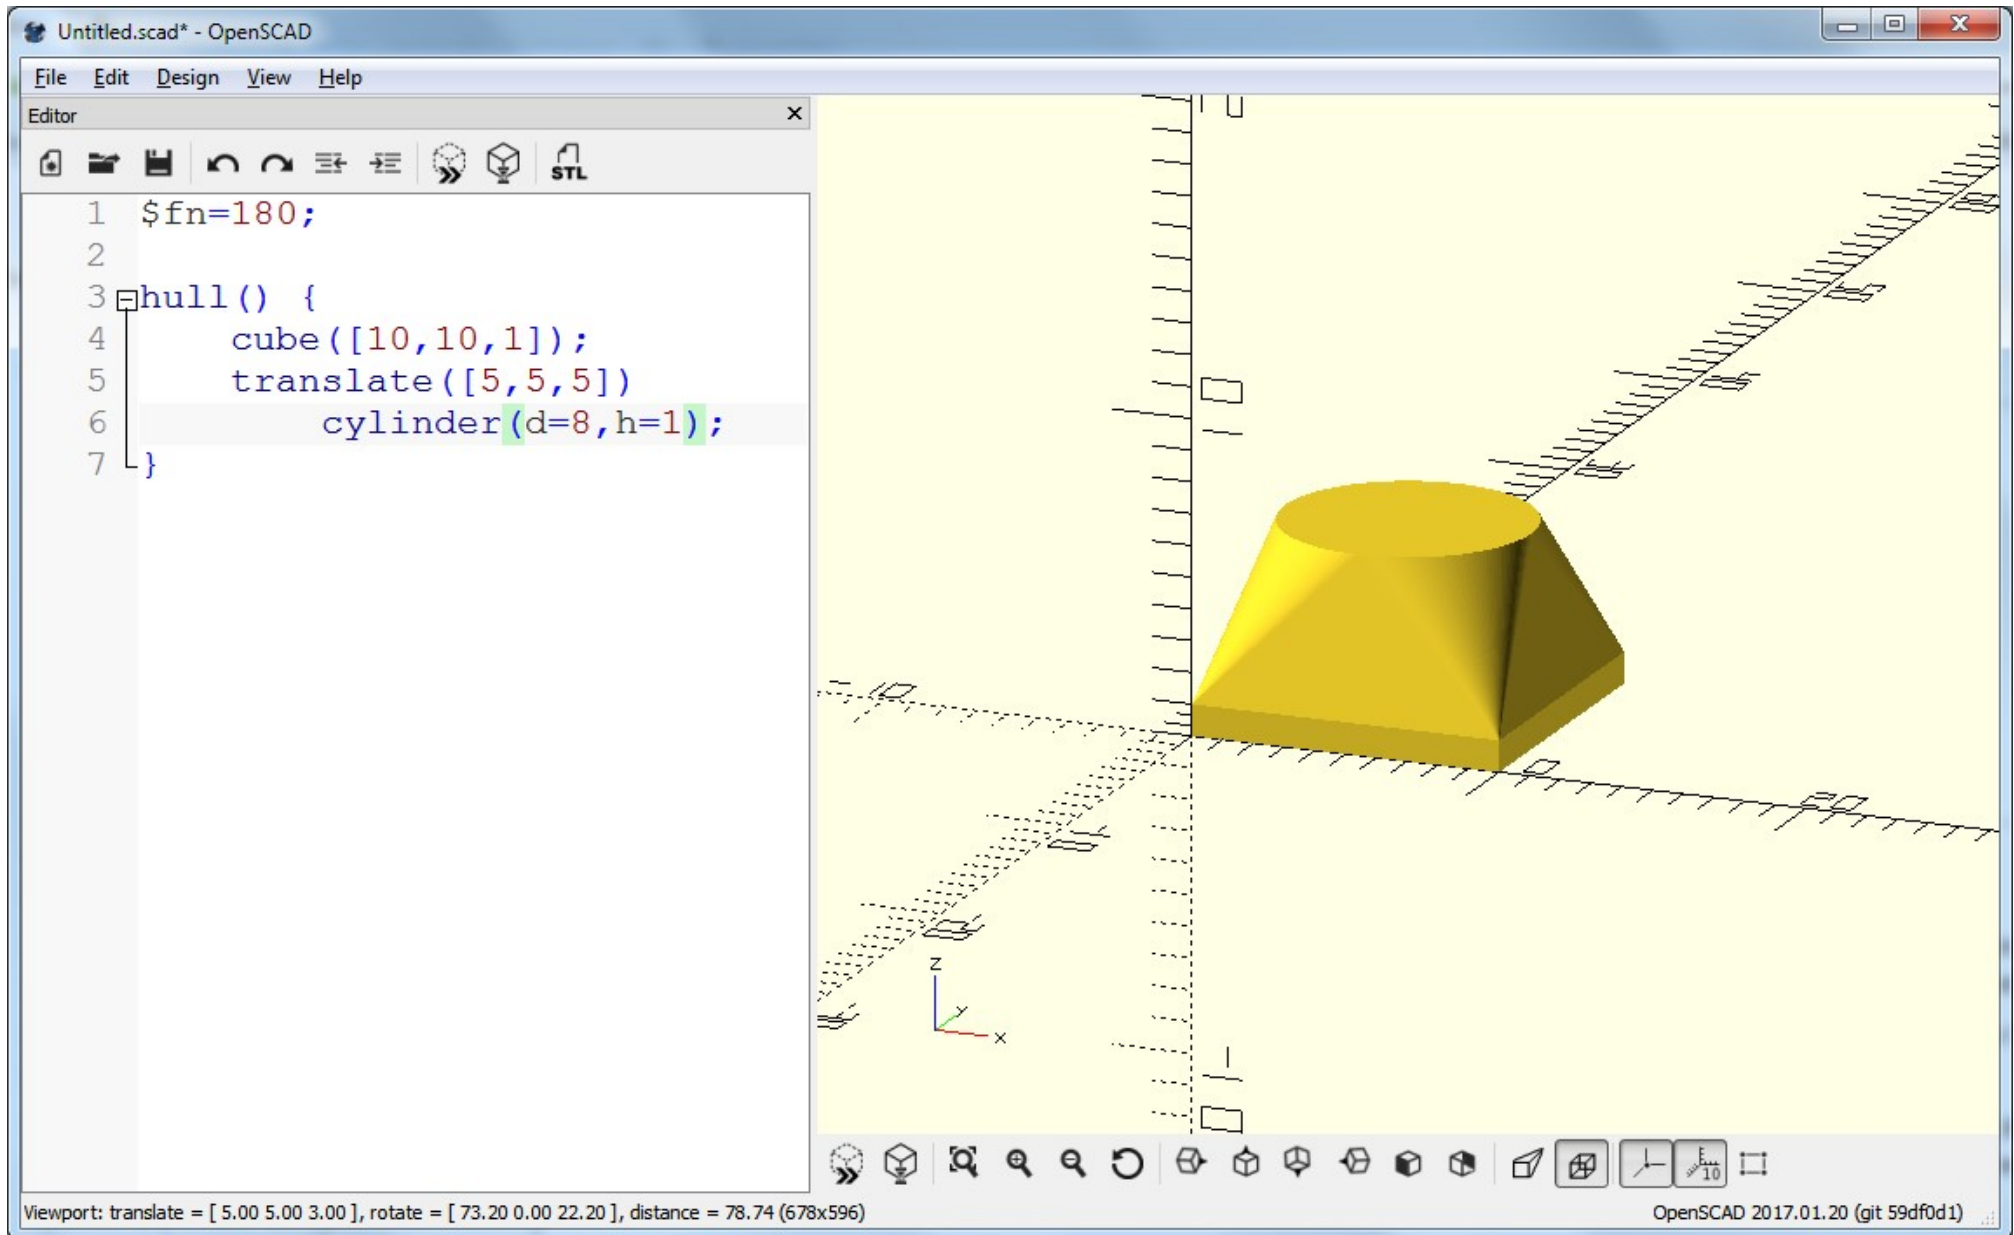 Untitled.scad* - OpenSCAD
File Edit Design View Help
Editor
STL
1 $fn=180;
2
3 hull() {
4 cube([10,10,1]);
5 translate([5,5,5])
6 cylinder(d=8,h=1);
7 }
Z
Y
X
10
Viewport: translate = [ 5.00 5.00 3.00 ], rotate = [ 73.20 0.00 22.20 ], distance = 78.74 (678x596)
OpenSCAD 2017.01.20 (git 59df0d1)